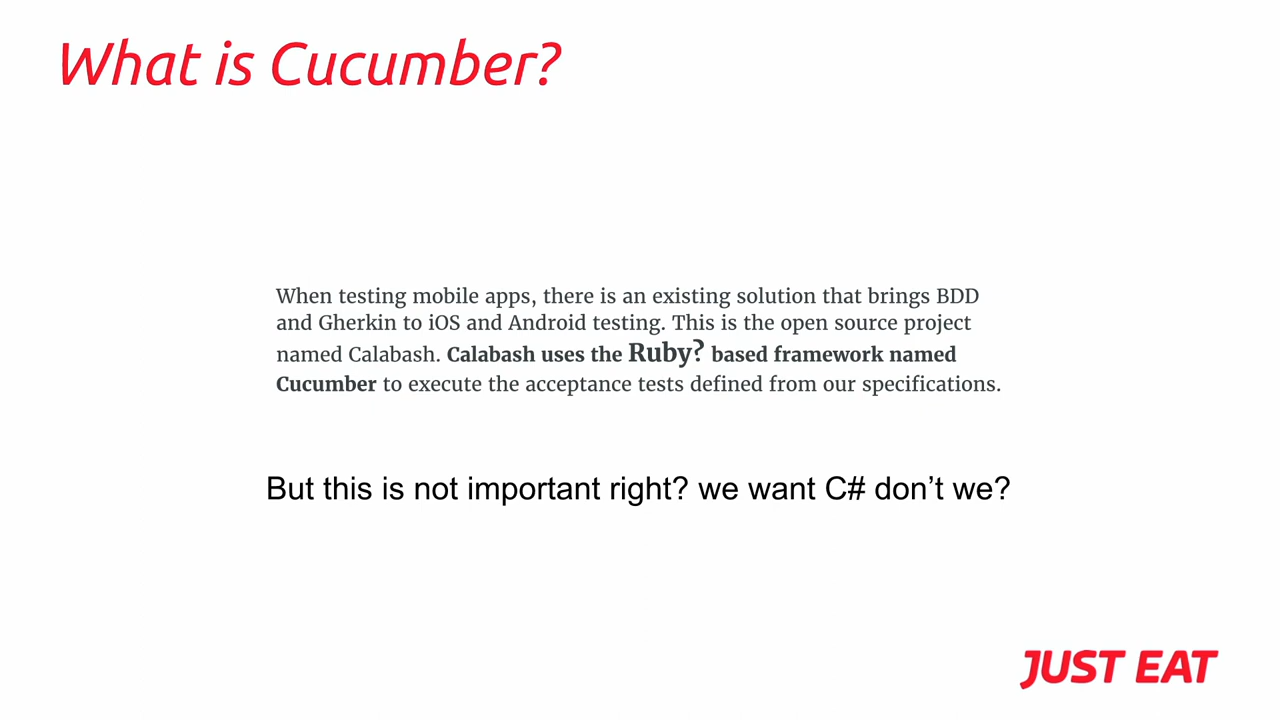 What is Cucumber?
When testing mobile apps, there is an existing solution that brings BDD
and Gherkin to iOS and Android testing. This is the open source project
named Calabash. Calabash uses the Ruby? based framework named
Cucumber to execute the acceptance tests defined from our specifications.
But this is not important right? we want C# don't we?
JUST EAT